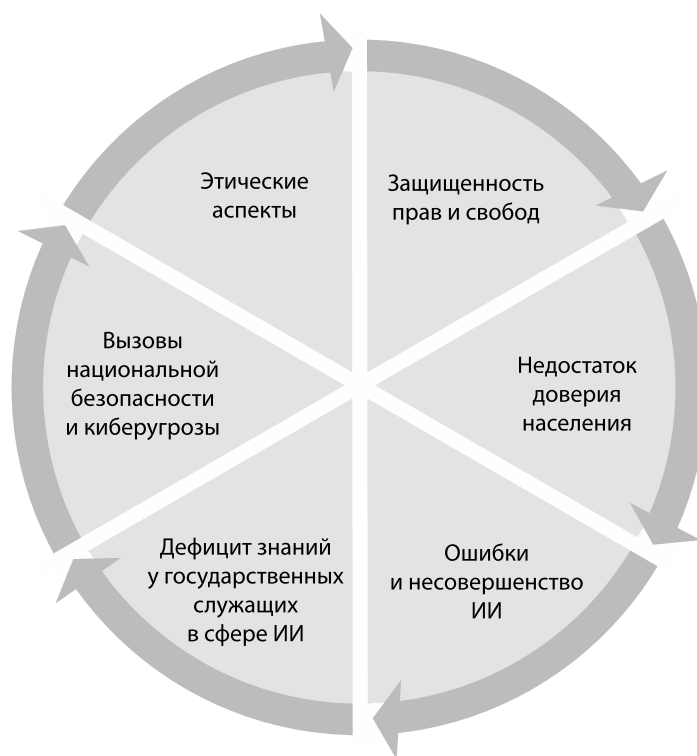 Этические
аспекты
Защищенность
прав и свобод
Недостаток
доверия
населения
Ошибки
и несовершенство
ИИ
Дефицит знаний
у государственных
служащих
в сфере ИИ
Вызовы
национальной
безопасности
и киберугрозы